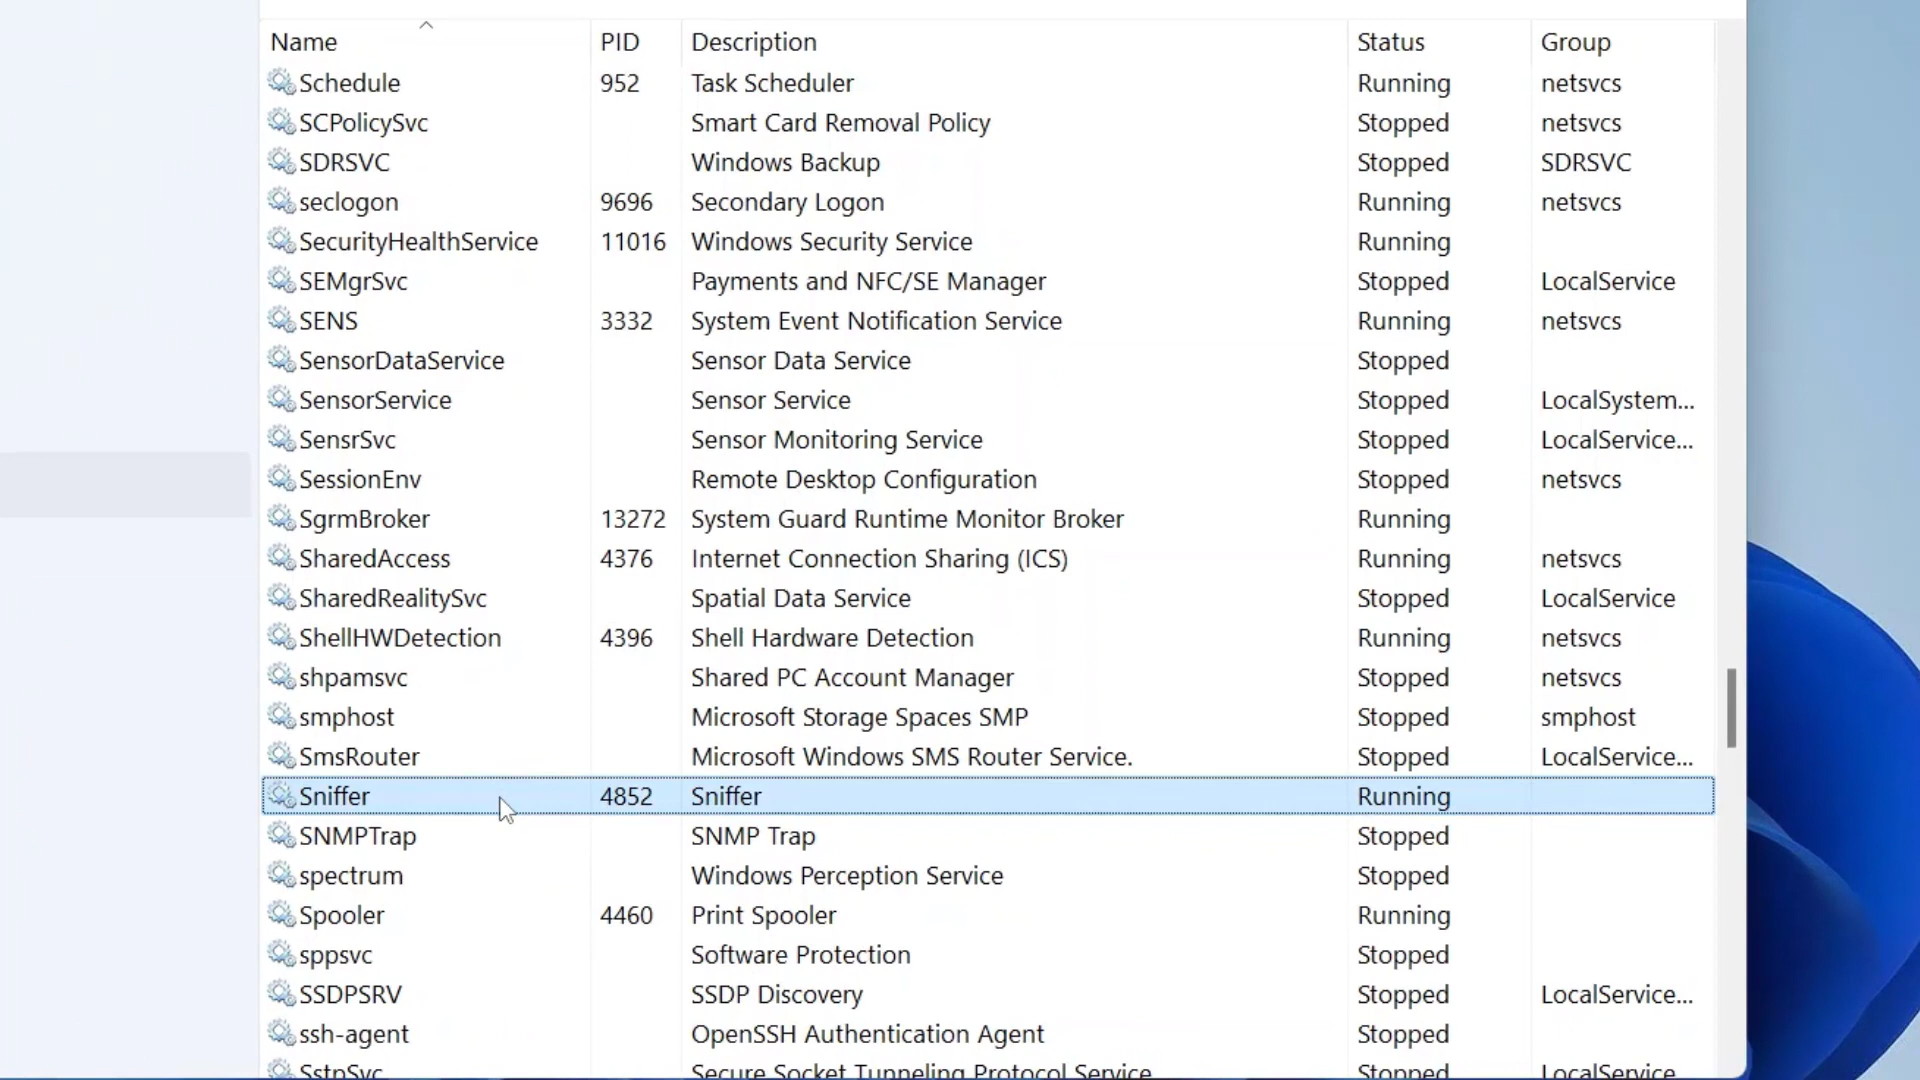 Name PID Description Status Group
Schedule 952 Task Scheduler Running netsvcs
SCPolicySvc Smart Card Removal Policy Stopped netsvcs
SDRSVC Windows Backup Stopped SDRSVC
seclogon 9696 Secondary Logon Running netsvcs
SecurityHealthService 11016 Windows Security Service Running
SEMgrSvc Payments and NFC/SE Manager Stopped LocalService
SENS 3332 System Event Notification Service Running netsvcs
SensorDataService Sensor Data Service Stopped
SensorService Sensor Service Stopped LocalSystem...
SensrSvc Sensor Monitoring Service Stopped LocalService...
SessionEnv Remote Desktop Configuration Stopped netsvcs
SgrmBroker 13272 System Guard Runtime Monitor Broker Running
SharedAccess 4376 Internet Connection Sharing (ICS) Running netsvcs
SharedRealitySvc Spatial Data Service Stopped LocalService
ShellHWDetection 4396 Shell Hardware Detection Running netsvcs
shpamsvc Shared PC Account Manager Stopped netsvcs
smphost Microsoft Storage Spaces SMP Stopped smphost
SmsRouter Microsoft Windows SMS Router Service. Stopped LocalService...
Sniffer 4852 Sniffer Running
SNMPTrap SNMP Trap Stopped
spectrum Windows Perception Service Stopped
Spooler 4460 Print Spooler Running
sppsvc Software Protection Stopped
SSDPSRV SSDP Discovery Stopped LocalService...
ssh-agent OpenSSH Authentication Agent Stopped
SstpSvc Secure Socket Tunneling Protocol Service Stopped LocalService...